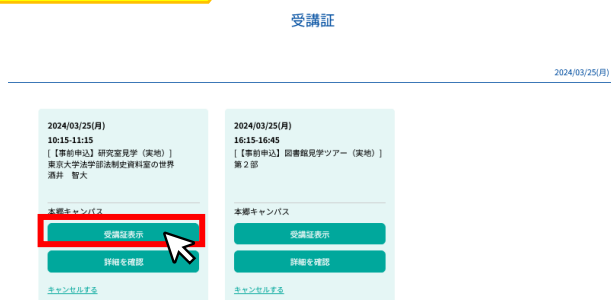 受講証
2024/03/25(月)
2024/03/25(月)
10:15-11:15
[【事前申込】研究室見学（実地）]
東京大学法学部法制史資料室の世界
酒井 智大
本郷キャンパス
受講証表示
詳細を確認
キャンセルする
2024/03/25(月)
16:15-16:45
[【事前申込】図書館見学ツアー（実地）]
第２部
本郷キャンパス
受講証表示
詳細を確認
キャンセルする